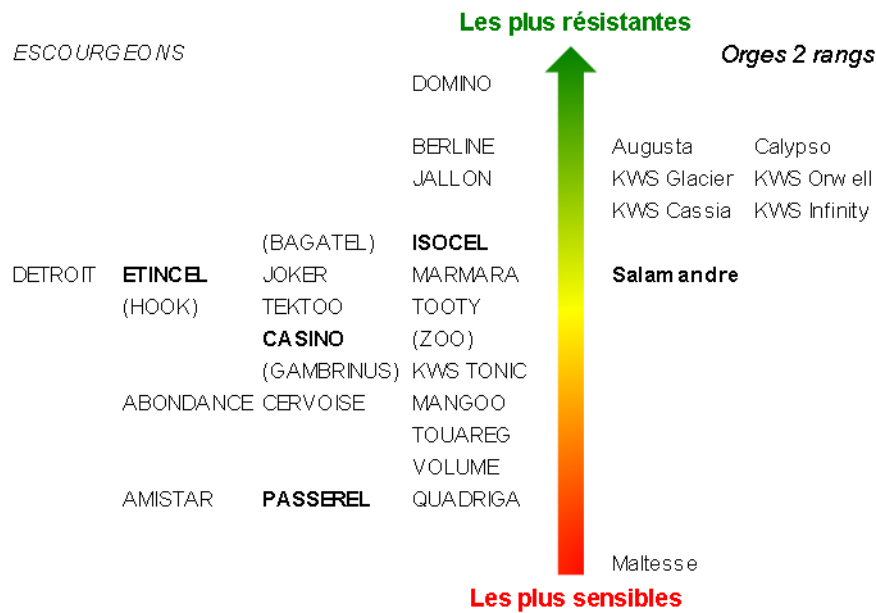 Les plus résistantes
ESCOURGEONS Orges 2 rangs
DOMINO
BERLINE Augusta Calypso
JALLON KWS Glacier KWS Orwell
KWS Cassia KWS Infinity
(BAGATEL) ISOCEL
DETROIT ETINCEL JOKER MARMARA Salamandre
(HOOK) TEKTOO TOOTY
CASINO (ZOO)
(GAMBRINUS) KWS TONIC
ABONDANCE CERVOISE MANGOO
TOUAREG
VOLUME
AMISTAR PASSEREL QUADRIGA
Maltesse
Les plus sensibles